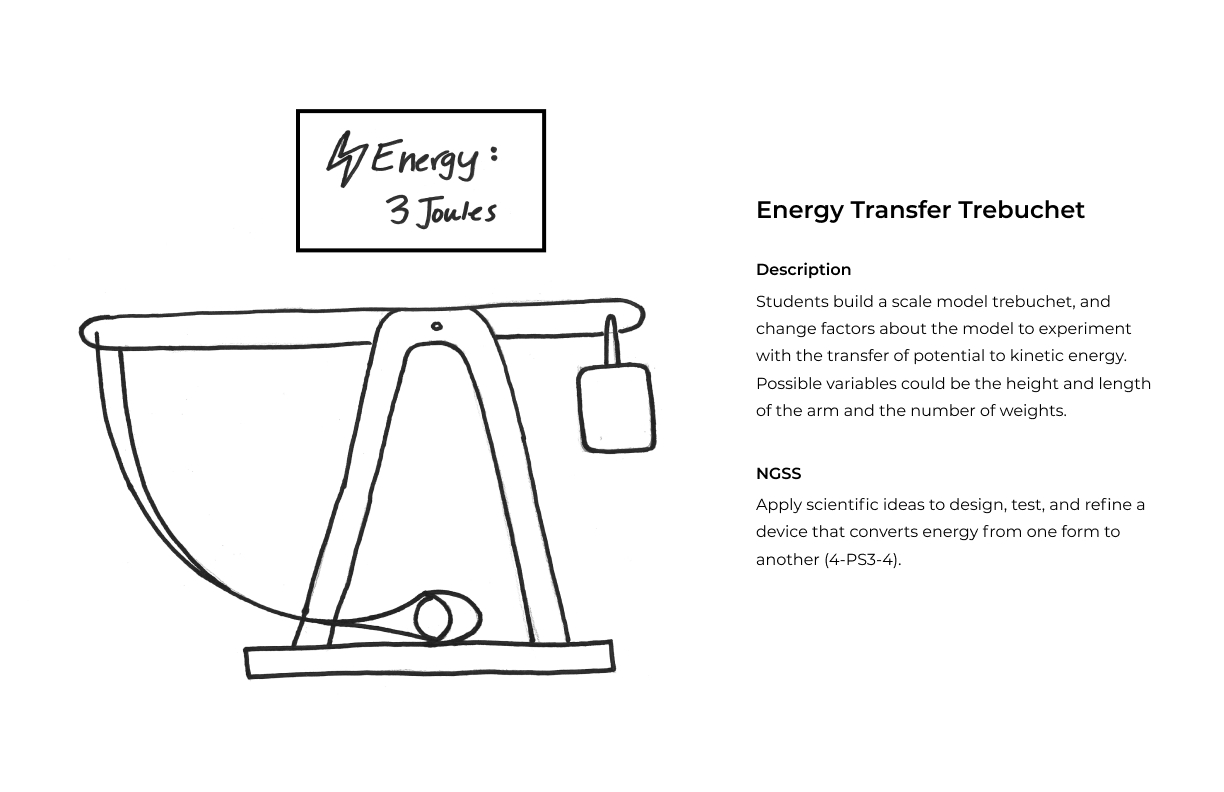 Energy:
3 Joules
Energy Transfer Trebuchet
Description
Students build a scale model trebuchet, and
change factors about the model to experiment
with the transfer of potential to kinetic energy.
Possible variables could be the height and length
of the arm and the number of weights.
NGSS
Apply scientific ideas to design, test, and refine a
device that converts energy from one form to
another (4-PS3-4).